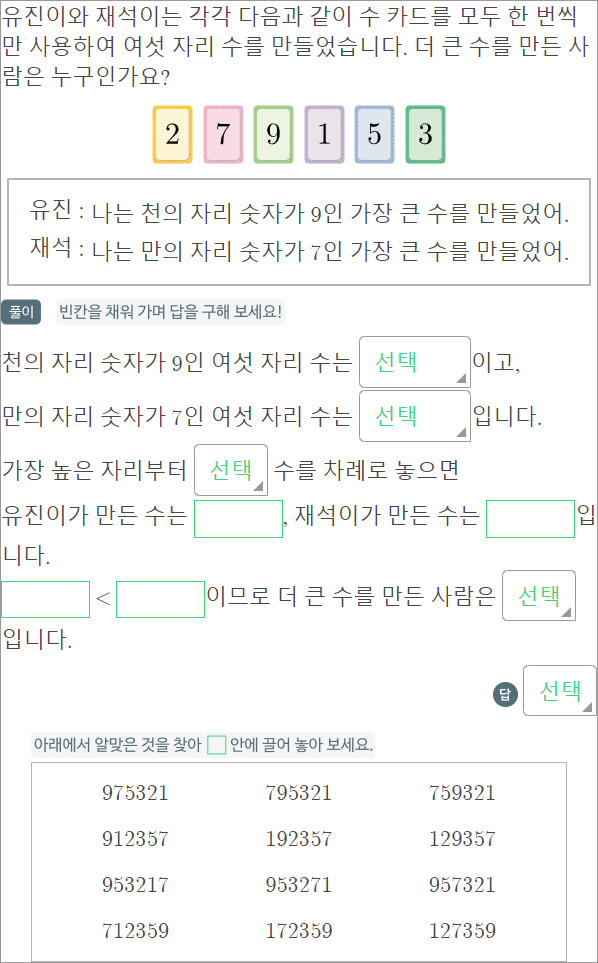 유진이와 재석이는 각각 다음과 같이 수 카드를 모두 한 번씩
만 사용하여 여섯 자리 수를 만들었습니다. 더 큰 수를 만든 사
람은 누구인가요?
2 7 9 1 5 3
유진 : 나는 천의 자리 숫자가 9인 가장 큰 수를 만들었어.
재석 : 나는 만의 자리 숫자가 7인 가장 큰 수를 만들었어.
풀이 빈칸을 채워 가며 답을 구해 보세요!
천의 자리 숫자가 9인 여섯 자리 수는 선택 이고,
만의 자리 숫자가 7인 여섯 자리 수는 선택 입니다.
가장 높은 자리부터 선택 수를 차례로 놓으면
유진이가 만든 수는 , 재석이가 만든 수는 입
니다.
< 이므로 더 큰 수를 만든 사람은 선택
입니다.
답 선택
아래에서 알맞은 것을 찾아 안에 끌어 놓아 보세요.
975321 795321 759321
912357 192357 129357
953217 953271 957321
712359 172359 127359